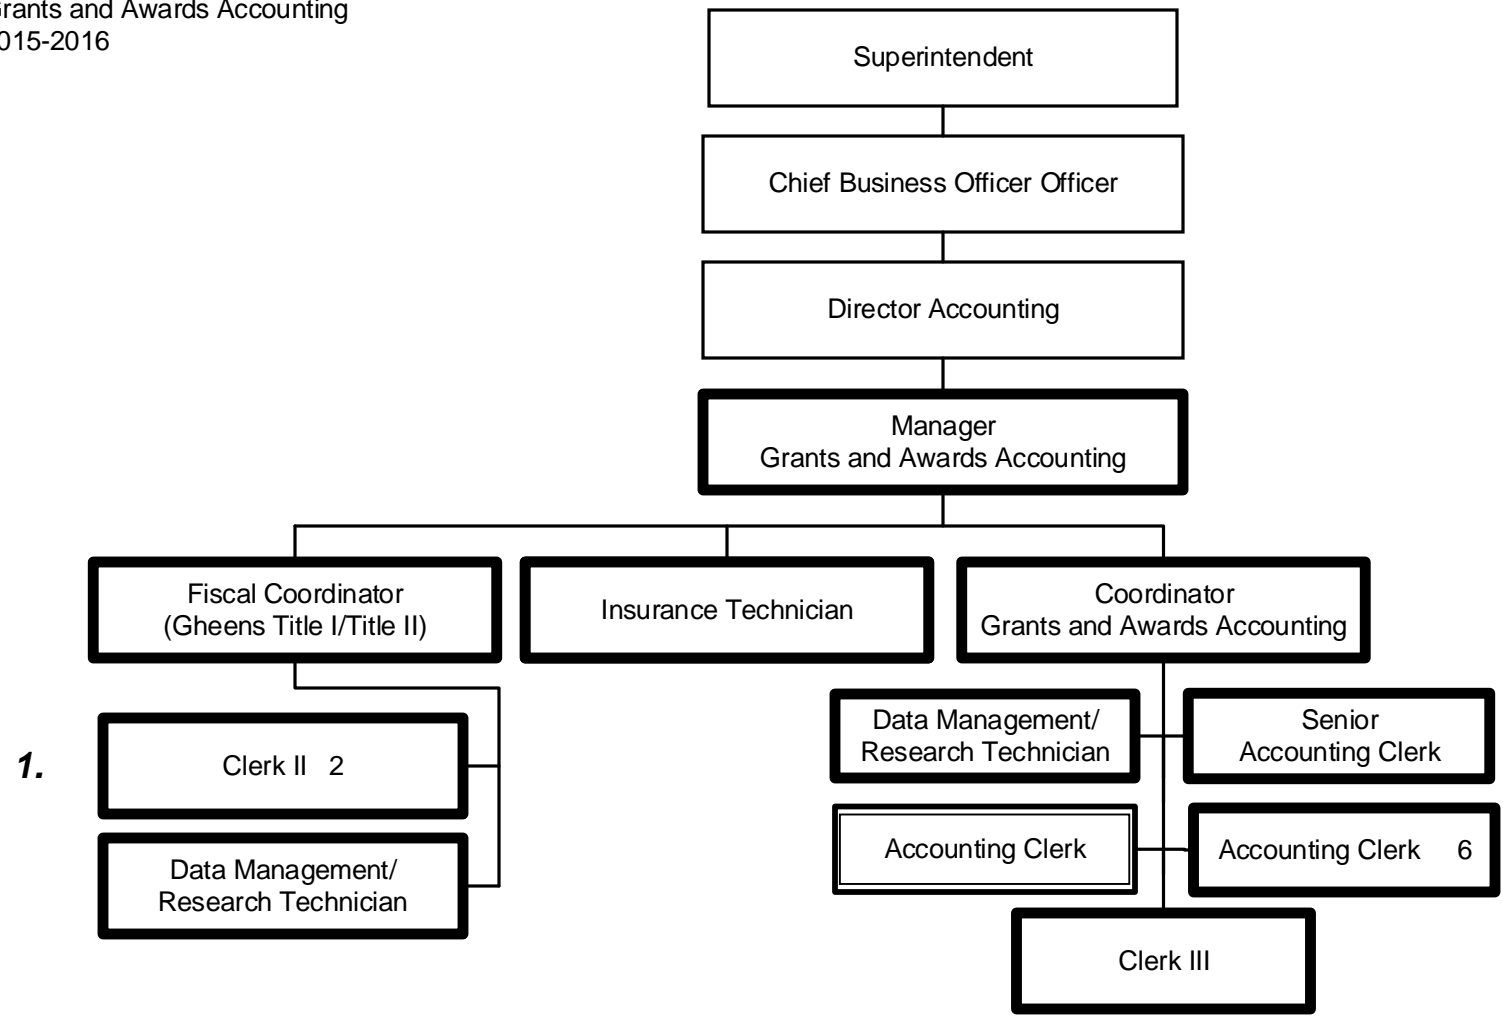 Grants and Awards Accounting
2015-2016
Superintendent
Chief Business Officer Officer
Director Accounting
Manager
Grants and Awards Accounting
Fiscal Coordinator
(Gheens Title I/Title II)
Insurance Technician
Coordinator
Grants and Awards Accounting
Data Management/
Research Technician
Senior
Accounting Clerk
1.
Clerk II 2
Accounting Clerk
Accounting Clerk 6
Data Management/
Research Technician
Clerk III